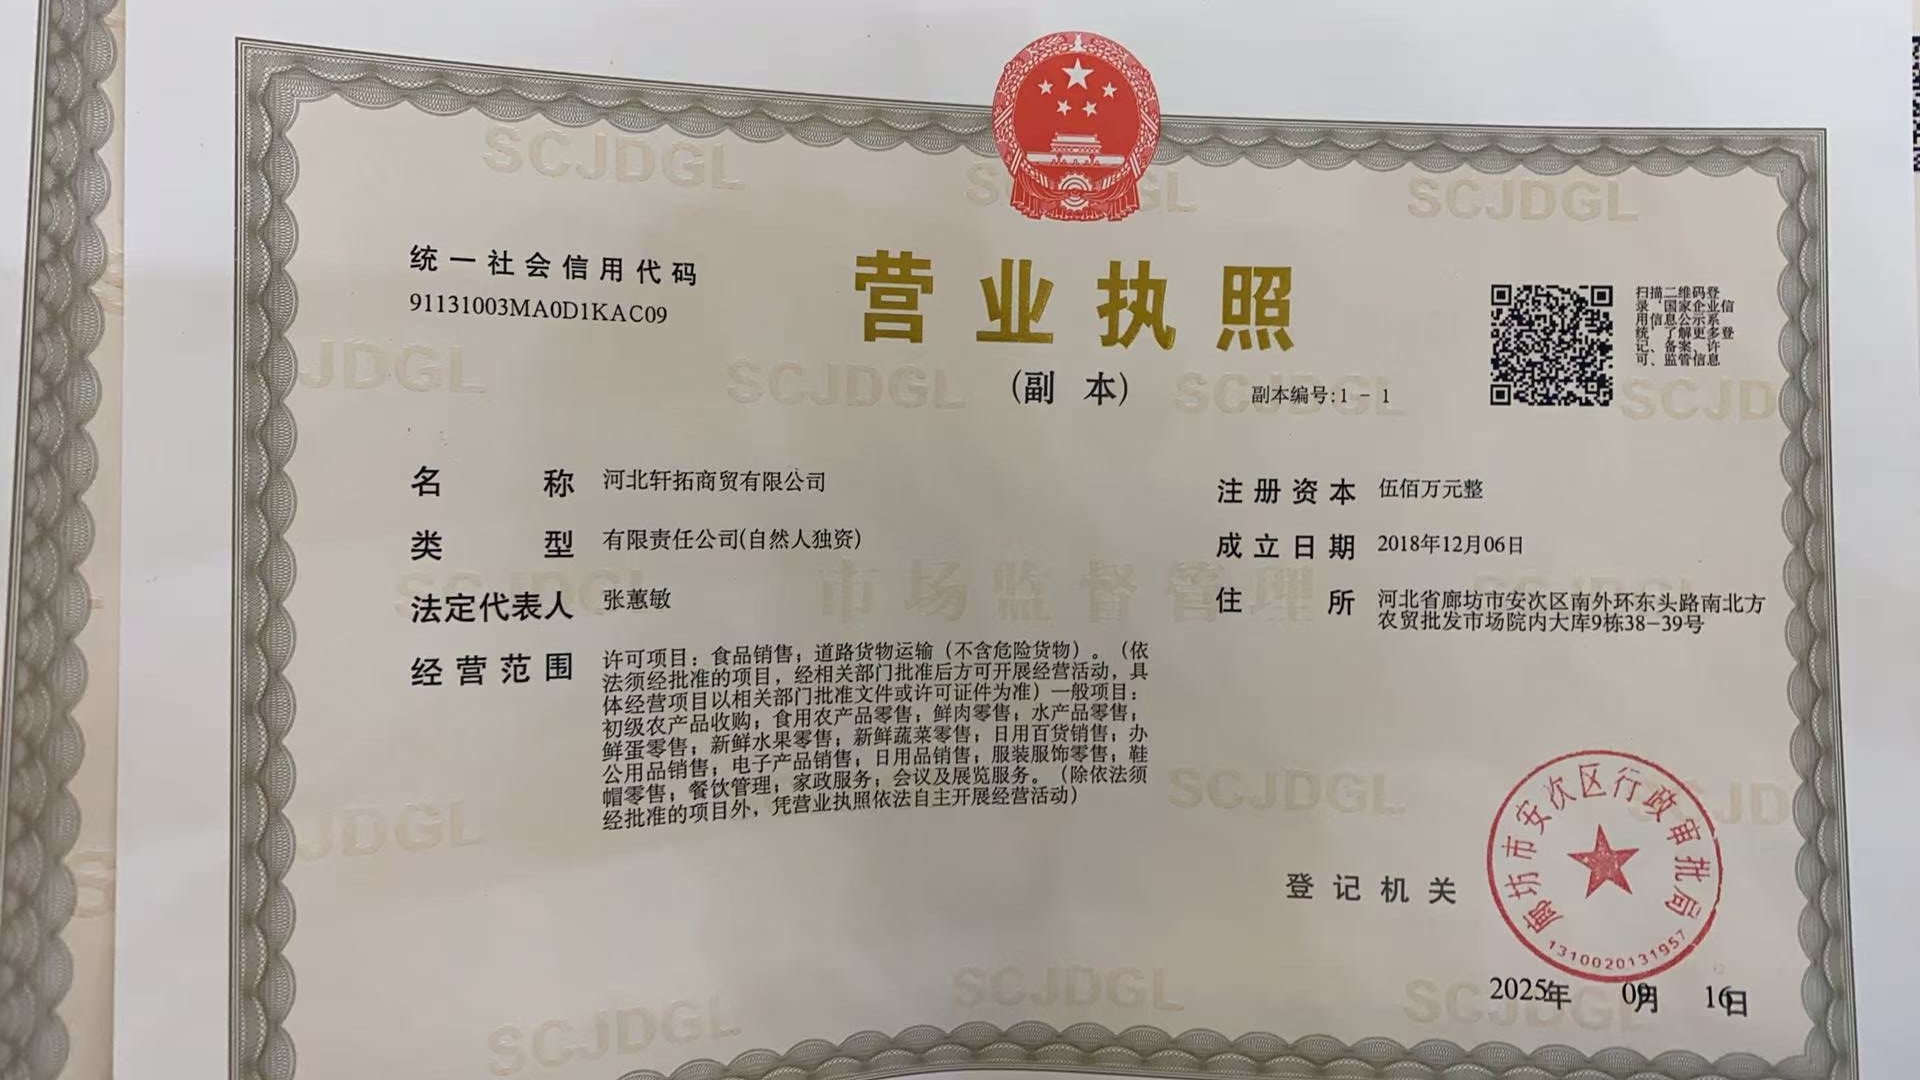 统一社会信用代码
91131003MA0D1KAC09
营业执照
(副 本)
副本编号:1 - 1
扫描二维码登
录‘国家企业信
用信息公示系
统’了解更多登
记、备案、许
可、监管信息
名 称 河北轩拓商贸有限公司
类 型 有限责任公司(自然人独资)
法定代表人 张蕙敏
经营范围 许可项目：食品销售；道路货物运输（不含危险货物）。（依
法须经批准的项目，经相关部门批准后方可开展经营活动，具
体经营项目以相关部门批准文件或许可证件为准）一般项目：
初级农产品收购；食用农产品零售；鲜肉零售；水产品零售；
鲜蛋零售；新鲜水果零售；新鲜蔬菜零售；日用百货销售；办
公用品销售；电子产品销售；日用品销售；服装服饰零售；鞋
帽零售；餐饮管理；家政服务；会议及展览服务。（除依法须
经批准的项目外，凭营业执照依法自主开展经营活动）
注册资本 伍佰万元整
成立日期 2018年12月06日
住 所 河北省廊坊市安次区南外环东头路南北方
农贸批发市场院内大库9栋38-39号
登记机关
廊坊市安次区行政审批局
1310020131957
2025年 09月 16日
SCJDGL
市场监督管理